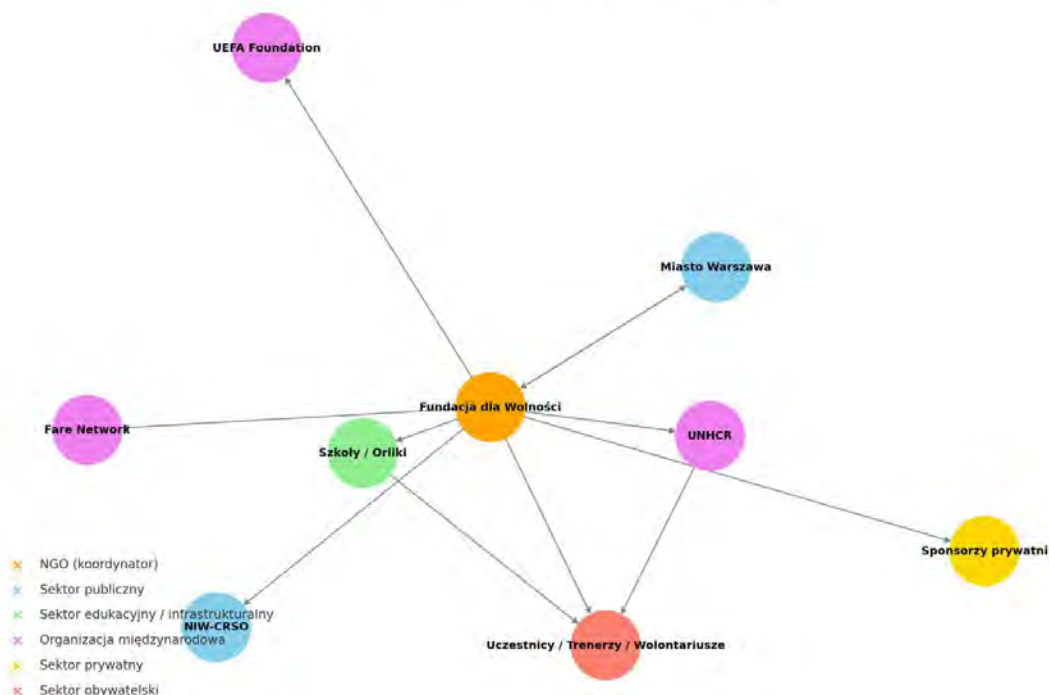 UEFA Foundation
Miasto Warszawa
Fundacja dla Wolności
Fare Network
UNHCR
Szkoły / Orliki
Sponsorzy prywatni
NIW-CRSO
Uczestnicy / Trenerzy / Wolontariusze
NGO (koordynator)
Sektor publiczny
Sektor edukacyjny / infrastrukturalny
Organizacja międzynarodowa
Sektor prywatny
Sektor obywatelski